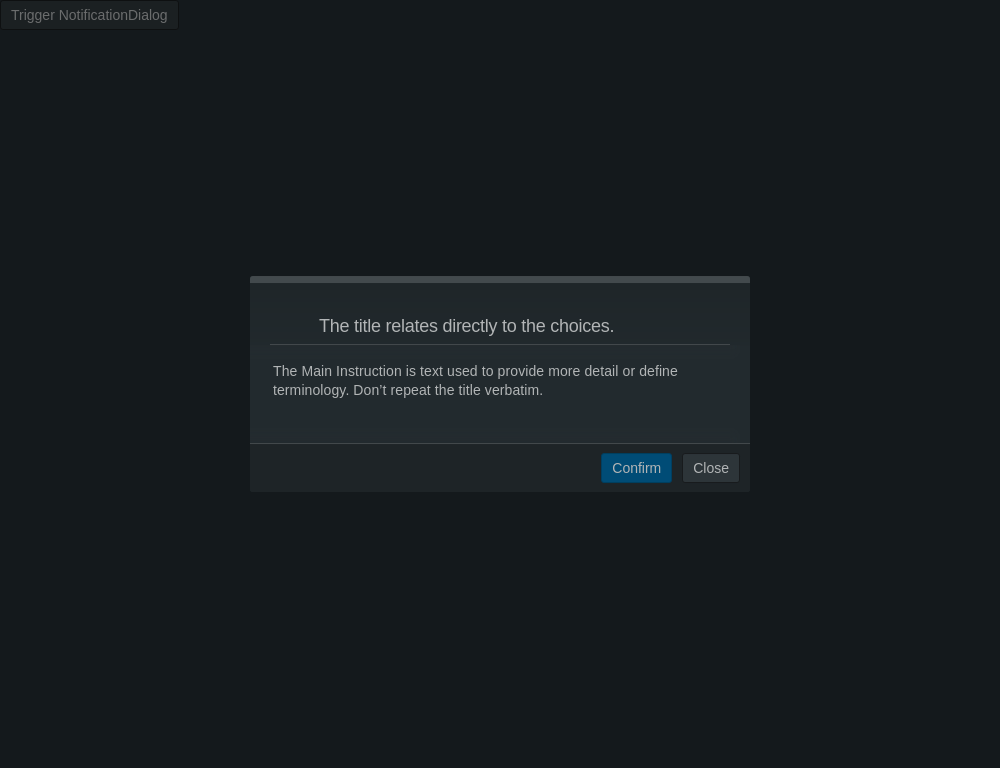 Trigger NotificationDialog
The title relates directly to the choices.
The Main Instruction is text used to provide more detail or define
terminology. Don’t repeat the title verbatim.
Confirm Close